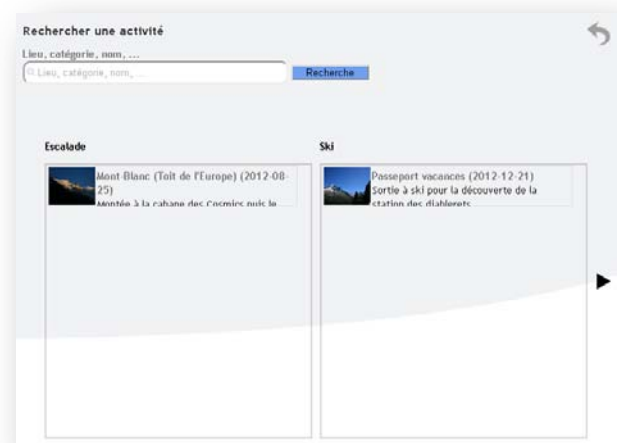 Rechercher une activité
Lieu, catégorie, nom, ...
Lieu, catégorie, nom, ...
Recherche
Escalade
Mont-Blanc (Toit de l'Europe) (2012-08-
25)
Montée à la cabane des Cosmics puis le
Ski
Passeport vacances (2012-12-21)
Sortie à ski pour la découverte de la
station des diablerets